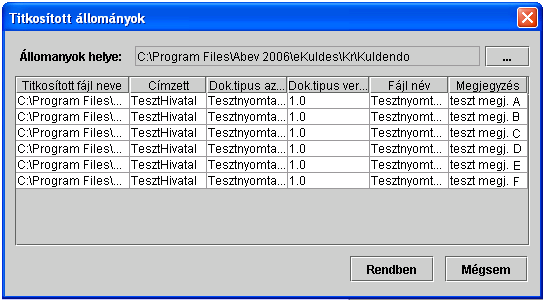 Titkosított állományok
Állomanyok helye: C:\Program Files\Abev 2006\eKuldes\Kr\Kuldendo ...
Titkosított fájl neve Címzett Dok.tipus az... Dok.tipus ver... Fájl név Megjegyzés
C:\Program Files\... TesztHivatal Tesztnyomta... 1.0 Tesztnyomt... teszt megj. A
C:\Program Files\... TesztHivatal Tesztnyomta... 1.0 Tesztnyomt... teszt megj. B
C:\Program Files\... TesztHivatal Tesztnyomta... 1.0 Tesztnyomt... teszt megj. C
C:\Program Files\... TesztHivatal Tesztnyomta... 1.0 Tesztnyomt... teszt megj. D
C:\Program Files\... TesztHivatal Tesztnyomta... 1.0 Tesztnyomt... teszt megj. E
C:\Program Files\... TesztHivatal Tesztnyomta... 1.0 Tesztnyomt... teszt megj. F
Rendben Mégsem